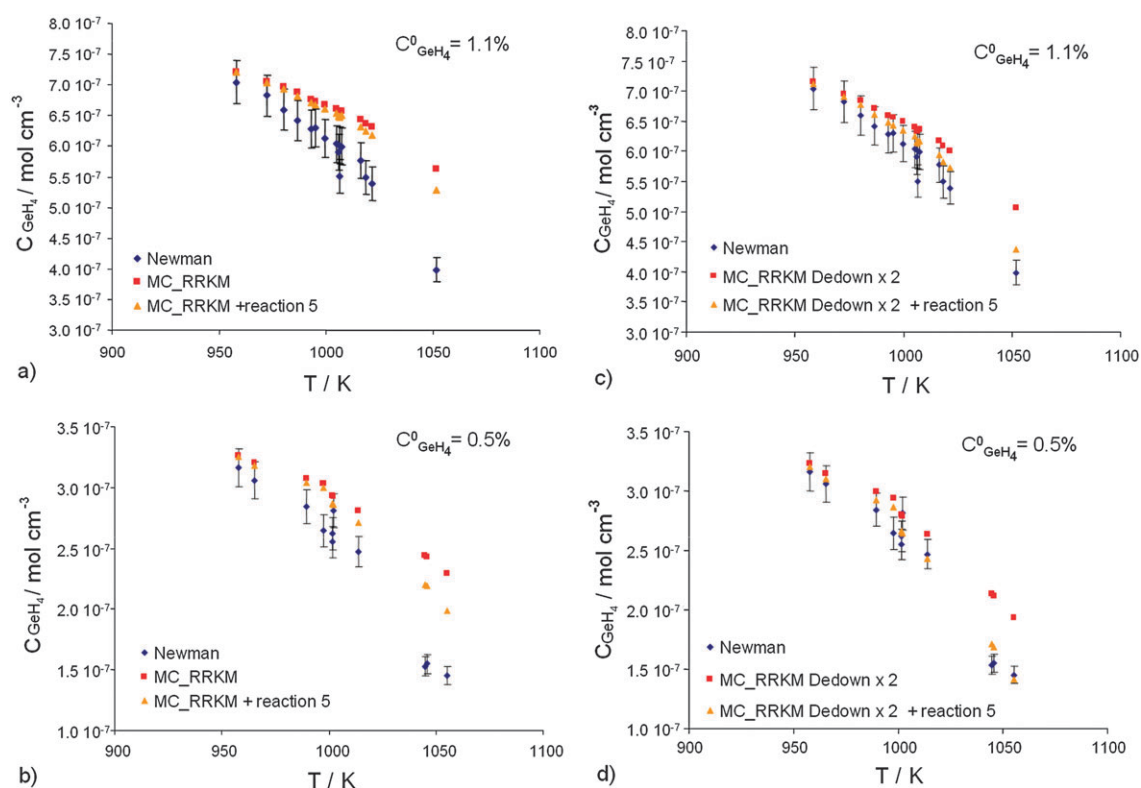 C⁰GeH₄= 1.1%
C GeH₄ / mol cm⁻³
8.0 10⁻⁷
7.5 10⁻⁷
7.0 10⁻⁷
6.5 10⁻⁷
6.0 10⁻⁷
5.5 10⁻⁷
5.0 10⁻⁷
4.5 10⁻⁷
4.0 10⁻⁷
3.5 10⁻⁷
3.0 10⁻⁷
Newman
MC_RRKM
MC_RRKM +reaction 5
900 950 1000 1050 1100
T / K
a)
C⁰GeH₄= 1.1%
CGeH₄ / mol cm⁻³
8.0 10⁻⁷
7.5 10⁻⁷
7.0 10⁻⁷
6.5 10⁻⁷
6.0 10⁻⁷
5.5 10⁻⁷
5.0 10⁻⁷
4.5 10⁻⁷
4.0 10⁻⁷
3.5 10⁻⁷
3.0 10⁻⁷
Newman
MC_RRKM Dedown x 2
MC_RRKM Dedown x 2 + reaction 5
900 950 1000 1050 1100
T / K
c)
C⁰GeH₄= 0.5%
C GeH₄ / mol cm⁻³
3.5 10⁻⁷
3.0 10⁻⁷
2.5 10⁻⁷
2.0 10⁻⁷
1.5 10⁻⁷
1.0 10⁻⁷
Newman
MC_RRKM
MC_RRKM + reaction 5
900 950 1000 1050 1100
T / K
b)
C⁰GeH₄= 0.5%
CGeH₄ / mol cm⁻³
3.5 10⁻⁷
3.0 10⁻⁷
2.5 10⁻⁷
2.0 10⁻⁷
1.5 10⁻⁷
1.0 10⁻⁷
Newman
MC_RRKM Dedown x 2
MC_RRKM Dedown x 2 + reaction 5
900 950 1000 1050 1100
T / K
d)